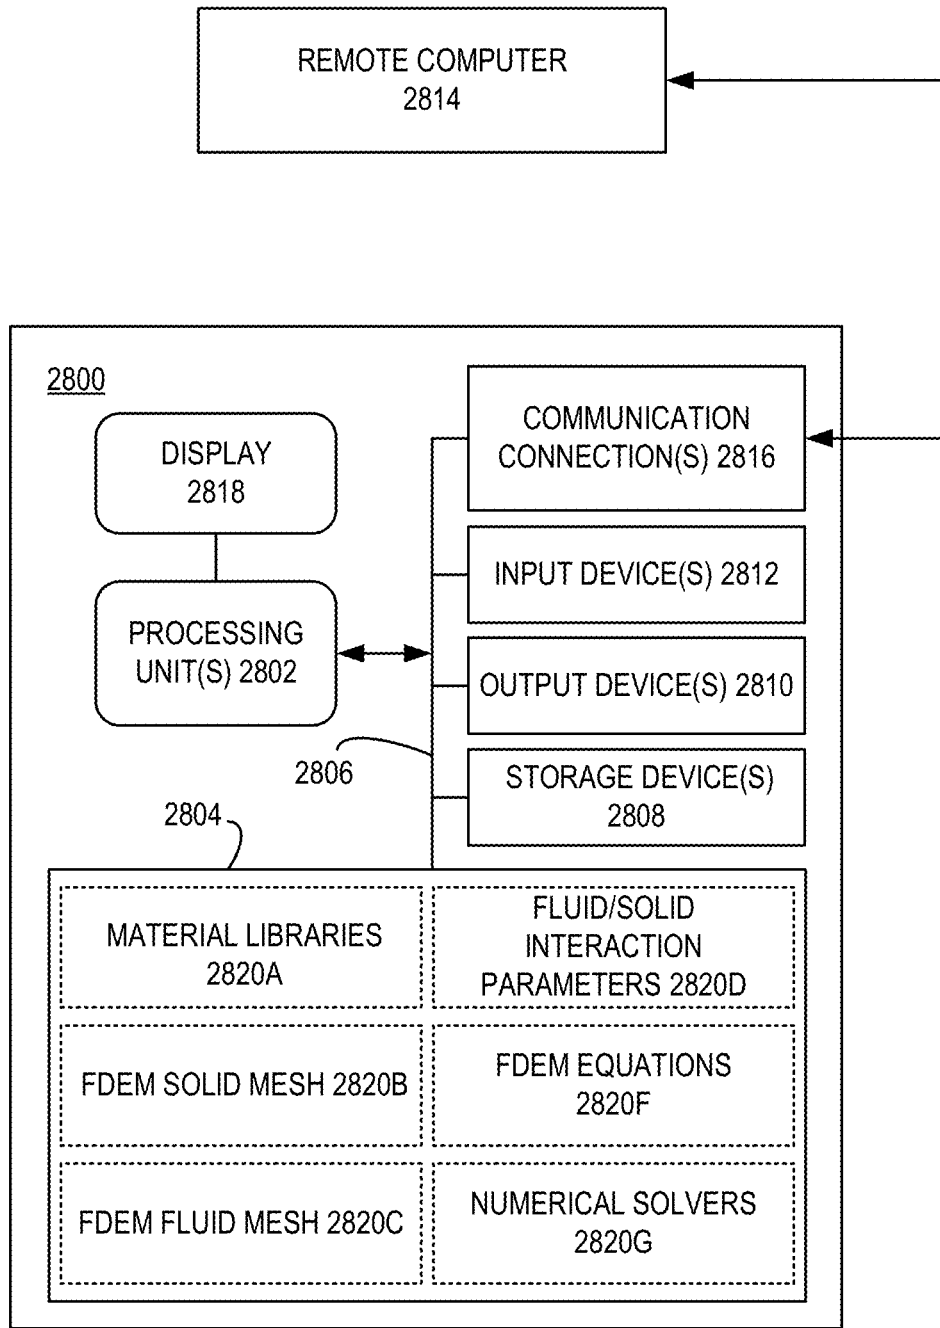 REMOTE COMPUTER
2814
2800
DISPLAY
2818
PROCESSING
UNIT(S) 2802
COMMUNICATION
CONNECTION(S) 2816
INPUT DEVICE(S) 2812
OUTPUT DEVICE(S) 2810
STORAGE DEVICE(S)
2808
2806
2804
MATERIAL LIBRARIES
2820A
FLUID/SOLID
INTERACTION
PARAMETERS 2820D
FDEM SOLID MESH 2820B
FDEM EQUATIONS
2820F
FDEM FLUID MESH 2820C
NUMERICAL SOLVERS
2820G